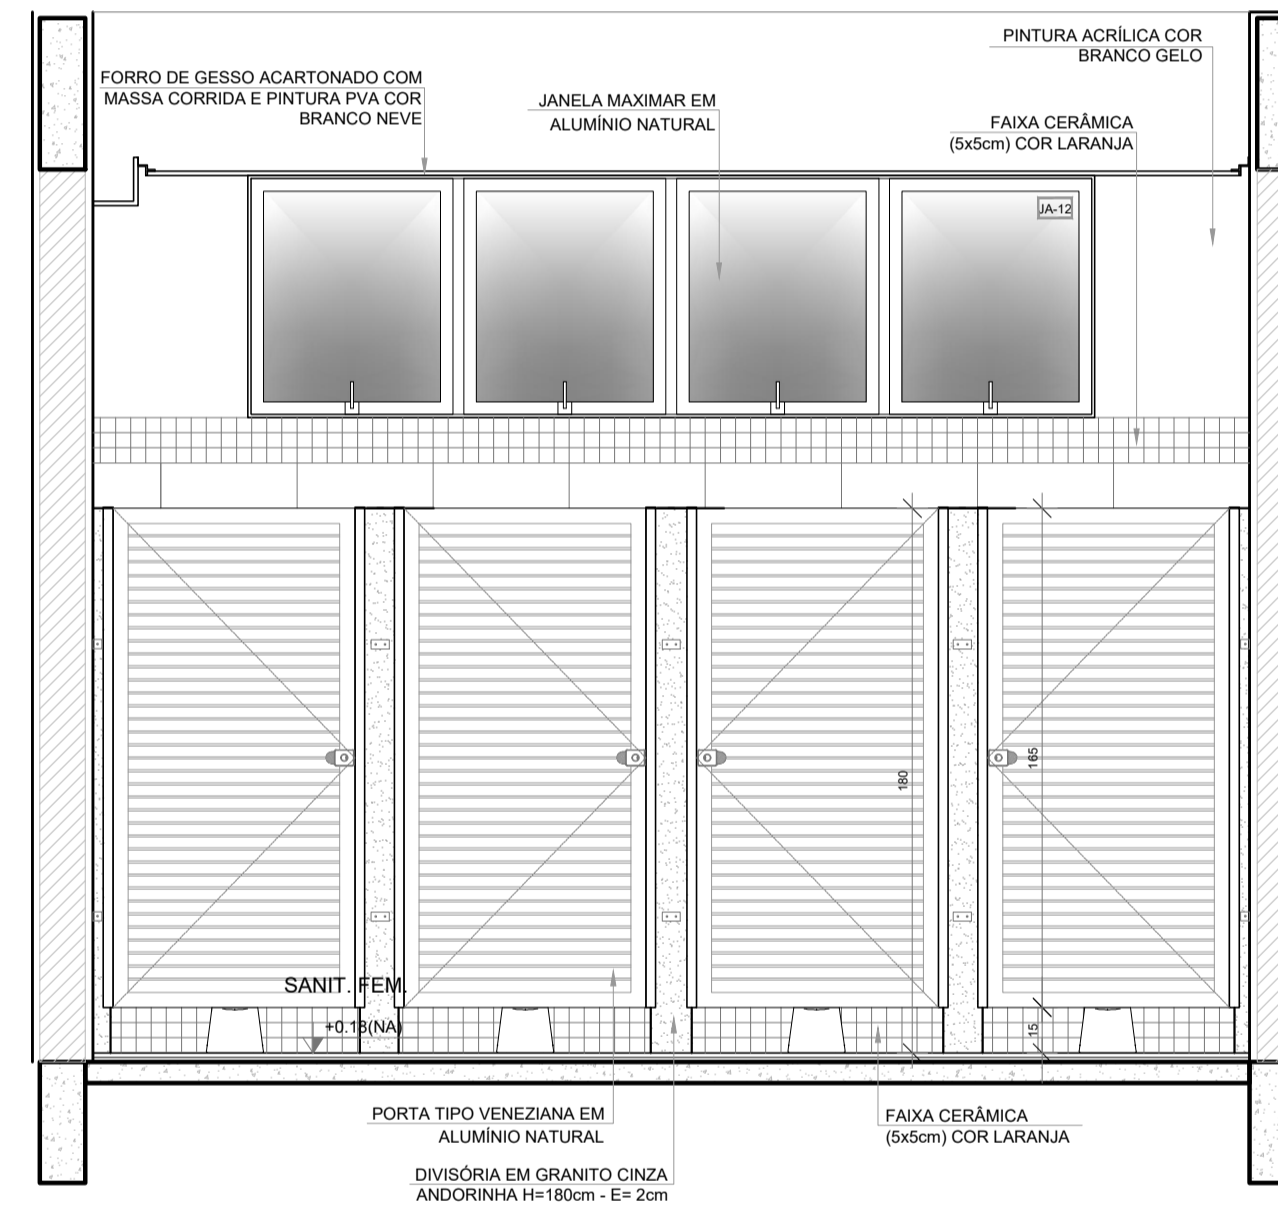 PINTURA ACRÍLICA COR
BRANCO GELO
FORRO DE GESSO ACARTONADO COM
MASSA CORRIDA E PINTURA PVA COR
BRANCO NEVE
JANELA MAXIMAR EM
ALUMÍNIO NATURAL
FAIXA CERÂMICA
(5x5cm) COR LARANJA
JA-12
180
165
SANIT. FEM.
+0.18(NA)
15
PORTA TIPO VENEZIANA EM
ALUMÍNIO NATURAL
FAIXA CERÂMICA
(5x5cm) COR LARANJA
DIVISÓRIA EM GRANITO CINZA
ANDORINHA H=180cm - E= 2cm